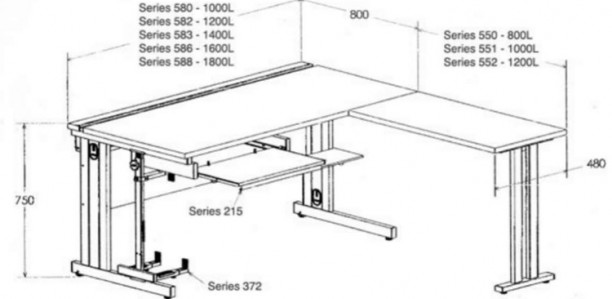 Series 580 - 1000L
Series 582 - 1200L
Series 583 - 1400L
Series 586 - 1600L
Series 588 - 1800L
800
Series 550 - 800L
Series 551 - 1000L
Series 552 - 1200L
480
750
Series 215
Series 372